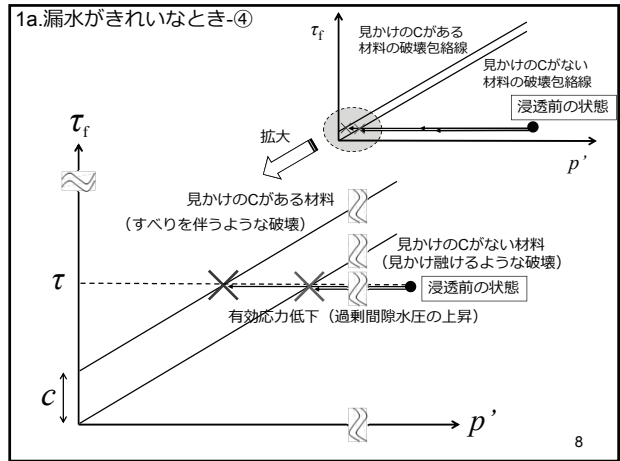 1a.漏水がきれいなとき-④
τf
見かけのCがある
材料の破壊包絡線
見かけのCがない
材料の破壊包絡線
浸透前の状態
p’
拡大
τf
見かけのCがある材料
（すべりを伴うような破壊）
見かけのCがない材料
（見かけ融けるような破壊）
τ
浸透前の状態
有効応力低下（過剰間隙水圧の上昇）
c
p’
8